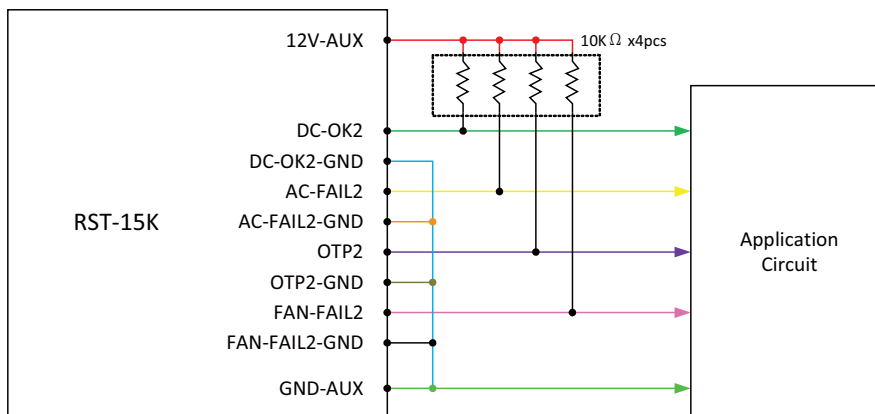 12V-AUX
10KΩ x4pcs
DC-OK2
DC-OK2-GND
AC-FAIL2
RST-15K
AC-FAIL2-GND
OTP2
Application
Circuit
OTP2-GND
FAN-FAIL2
FAN-FAIL2-GND
GND-AUX